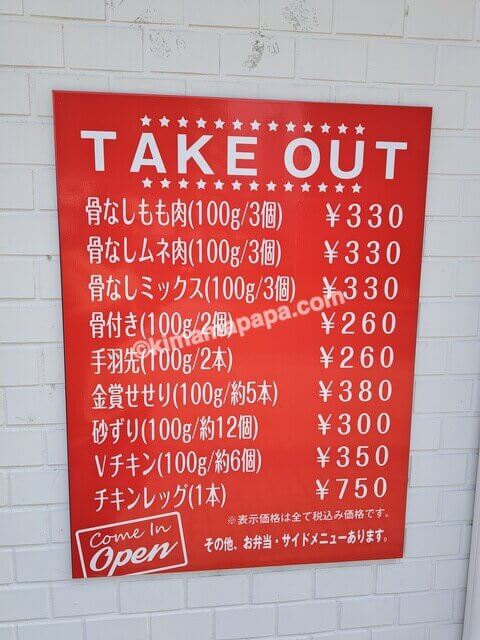 TAKE OUT
骨なしもも肉(100g/3個) ¥330
骨なしムネ肉(100g/3個) ¥330
骨なしミックス(100g/3個) ¥330
骨付き(100g/2個) ¥260
手羽先(100g/2本) ¥260
金賞せせり(100g/約5本) ¥380
砂ずり(100g/約12個) ¥300
Vチキン(100g/約6個) ¥350
チキンレッグ(1本) ¥750
※表示価格は全て税込み価格です。
その他、お弁当・サイドメニューあります。
Come In
Open
©kimamapapa.com